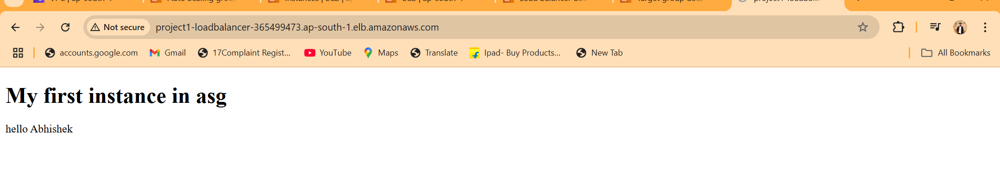 Not secure
project1-loadbalancer-365499473.ap-south-1.elb.amazonaws.com
accounts.google.com Gmail 17Complaint Regist... YouTube Maps Translate Ipad- Buy Products... New Tab All Bookmarks
My first instance in asg
hello Abhishek